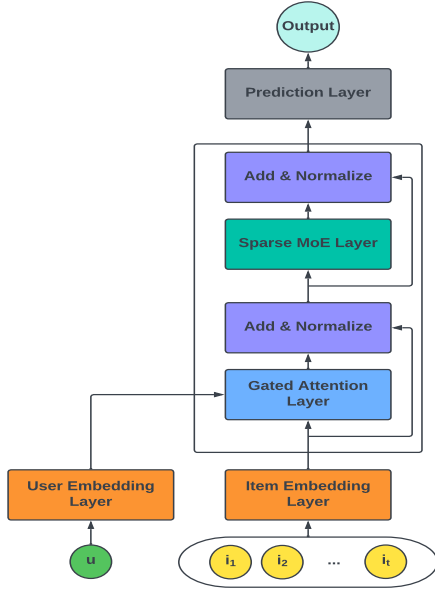 Output
Prediction Layer
Add & Normalize
Sparse MoE Layer
Add & Normalize
Gated Attention
Layer
User Embedding
Layer
Item Embedding
Layer
u
i1
i2
...
it